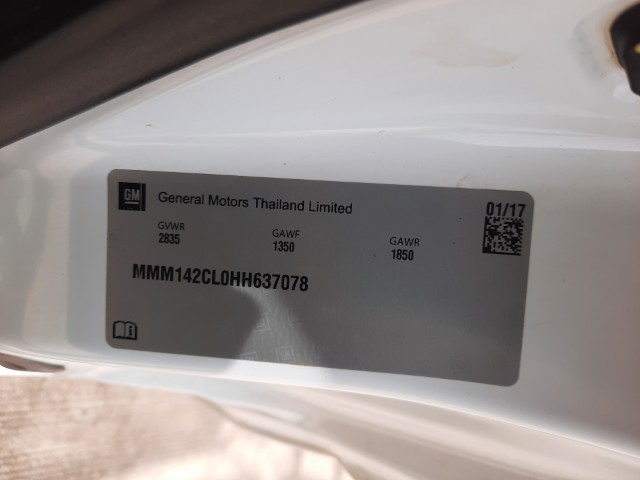 GM General Motors Thailand Limited 01/17
GVWR GAWF GAWR
2835 1350 1850
MMM142CL0HH637078